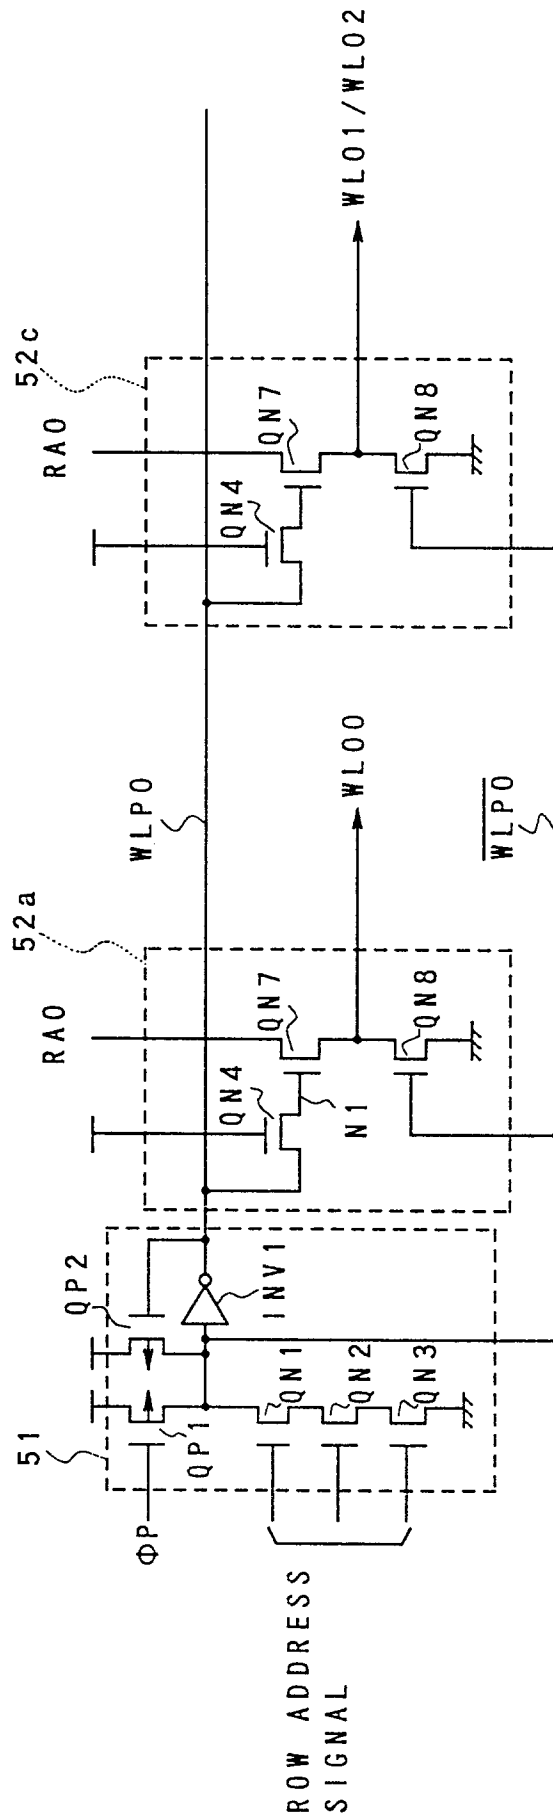 ROW ADDRESS
SIGNAL
ΦP
51
QP1
QP2
QN1
QN2
QN3
INV1
52a
RA0
QN4
N1
QN7
QN8
WL00
WLP0
WLP0
52c
RA0
QN4
QN7
QN8
WL01/WL02